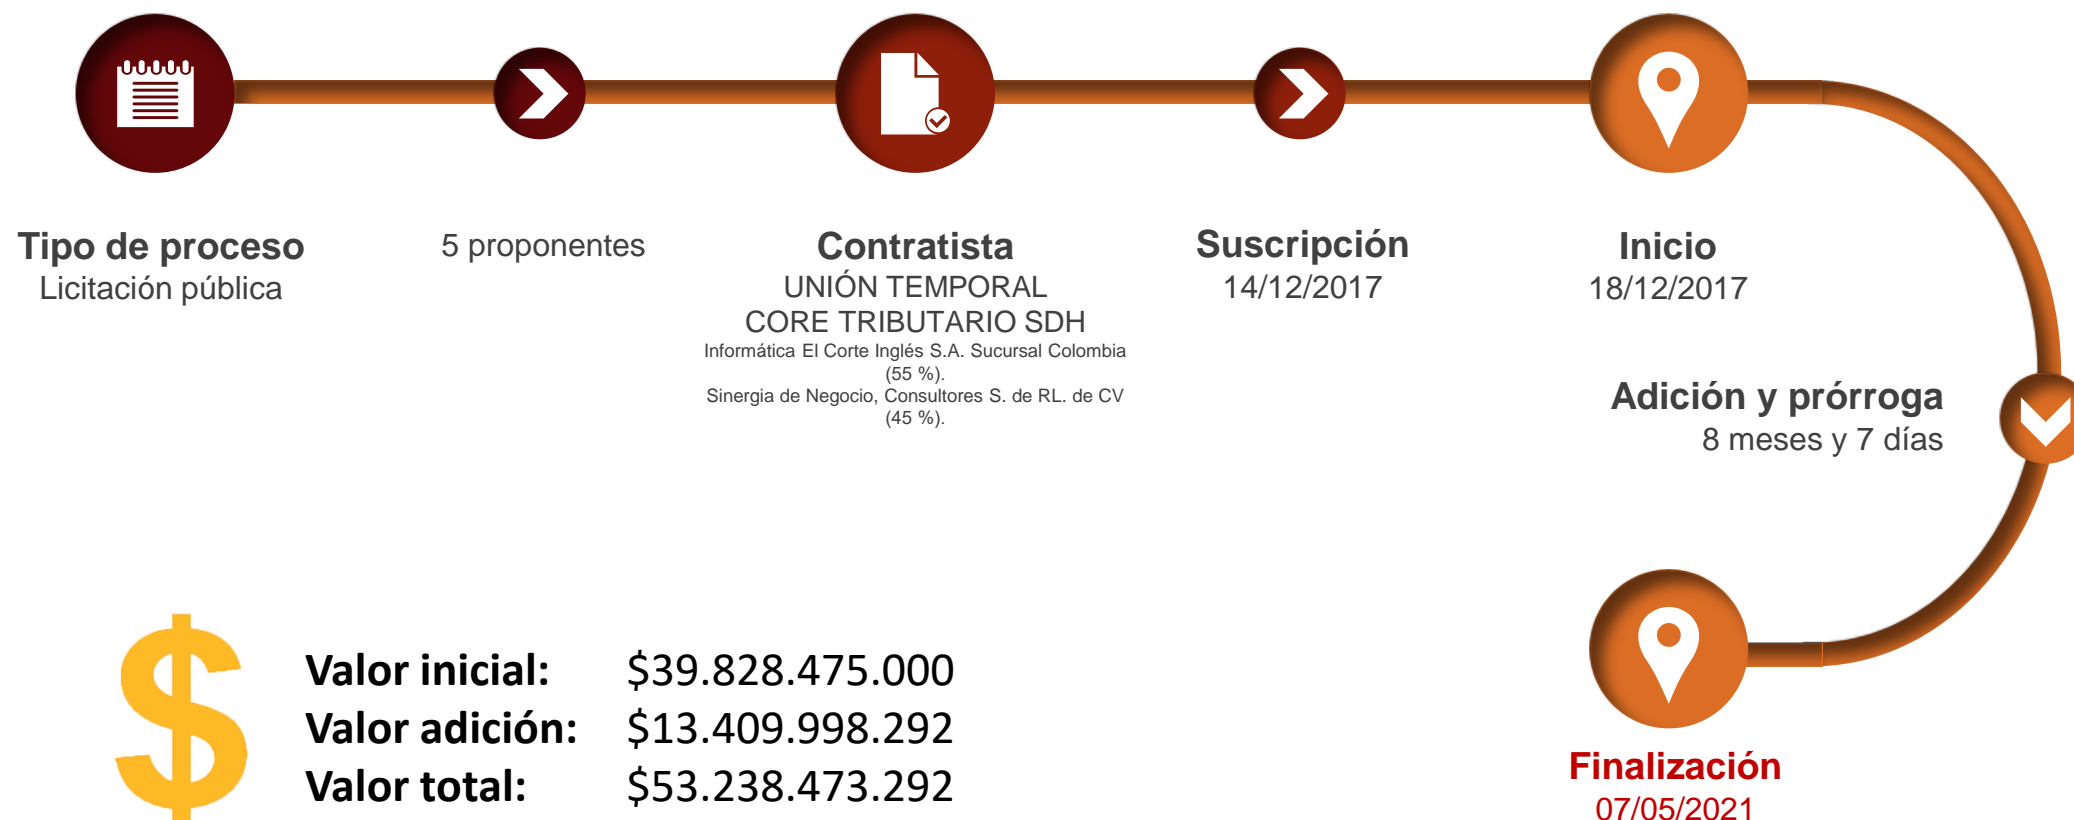 Tipo de proceso
Licitación pública
5 proponentes
Contratista
UNIÓN TEMPORAL
CORE TRIBUTARIO SDH
Informática El Corte Inglés S.A. Sucursal Colombia
(55 %).
Sinergia de Negocio, Consultores S. de RL. de CV
(45 %).
Suscripción
14/12/2017
Inicio
18/12/2017
Adición y prórroga
8 meses y 7 días
$
Valor inicial: $39.828.475.000
Valor adición: $13.409.998.292
Valor total: $53.238.473.292
Finalización
07/05/2021